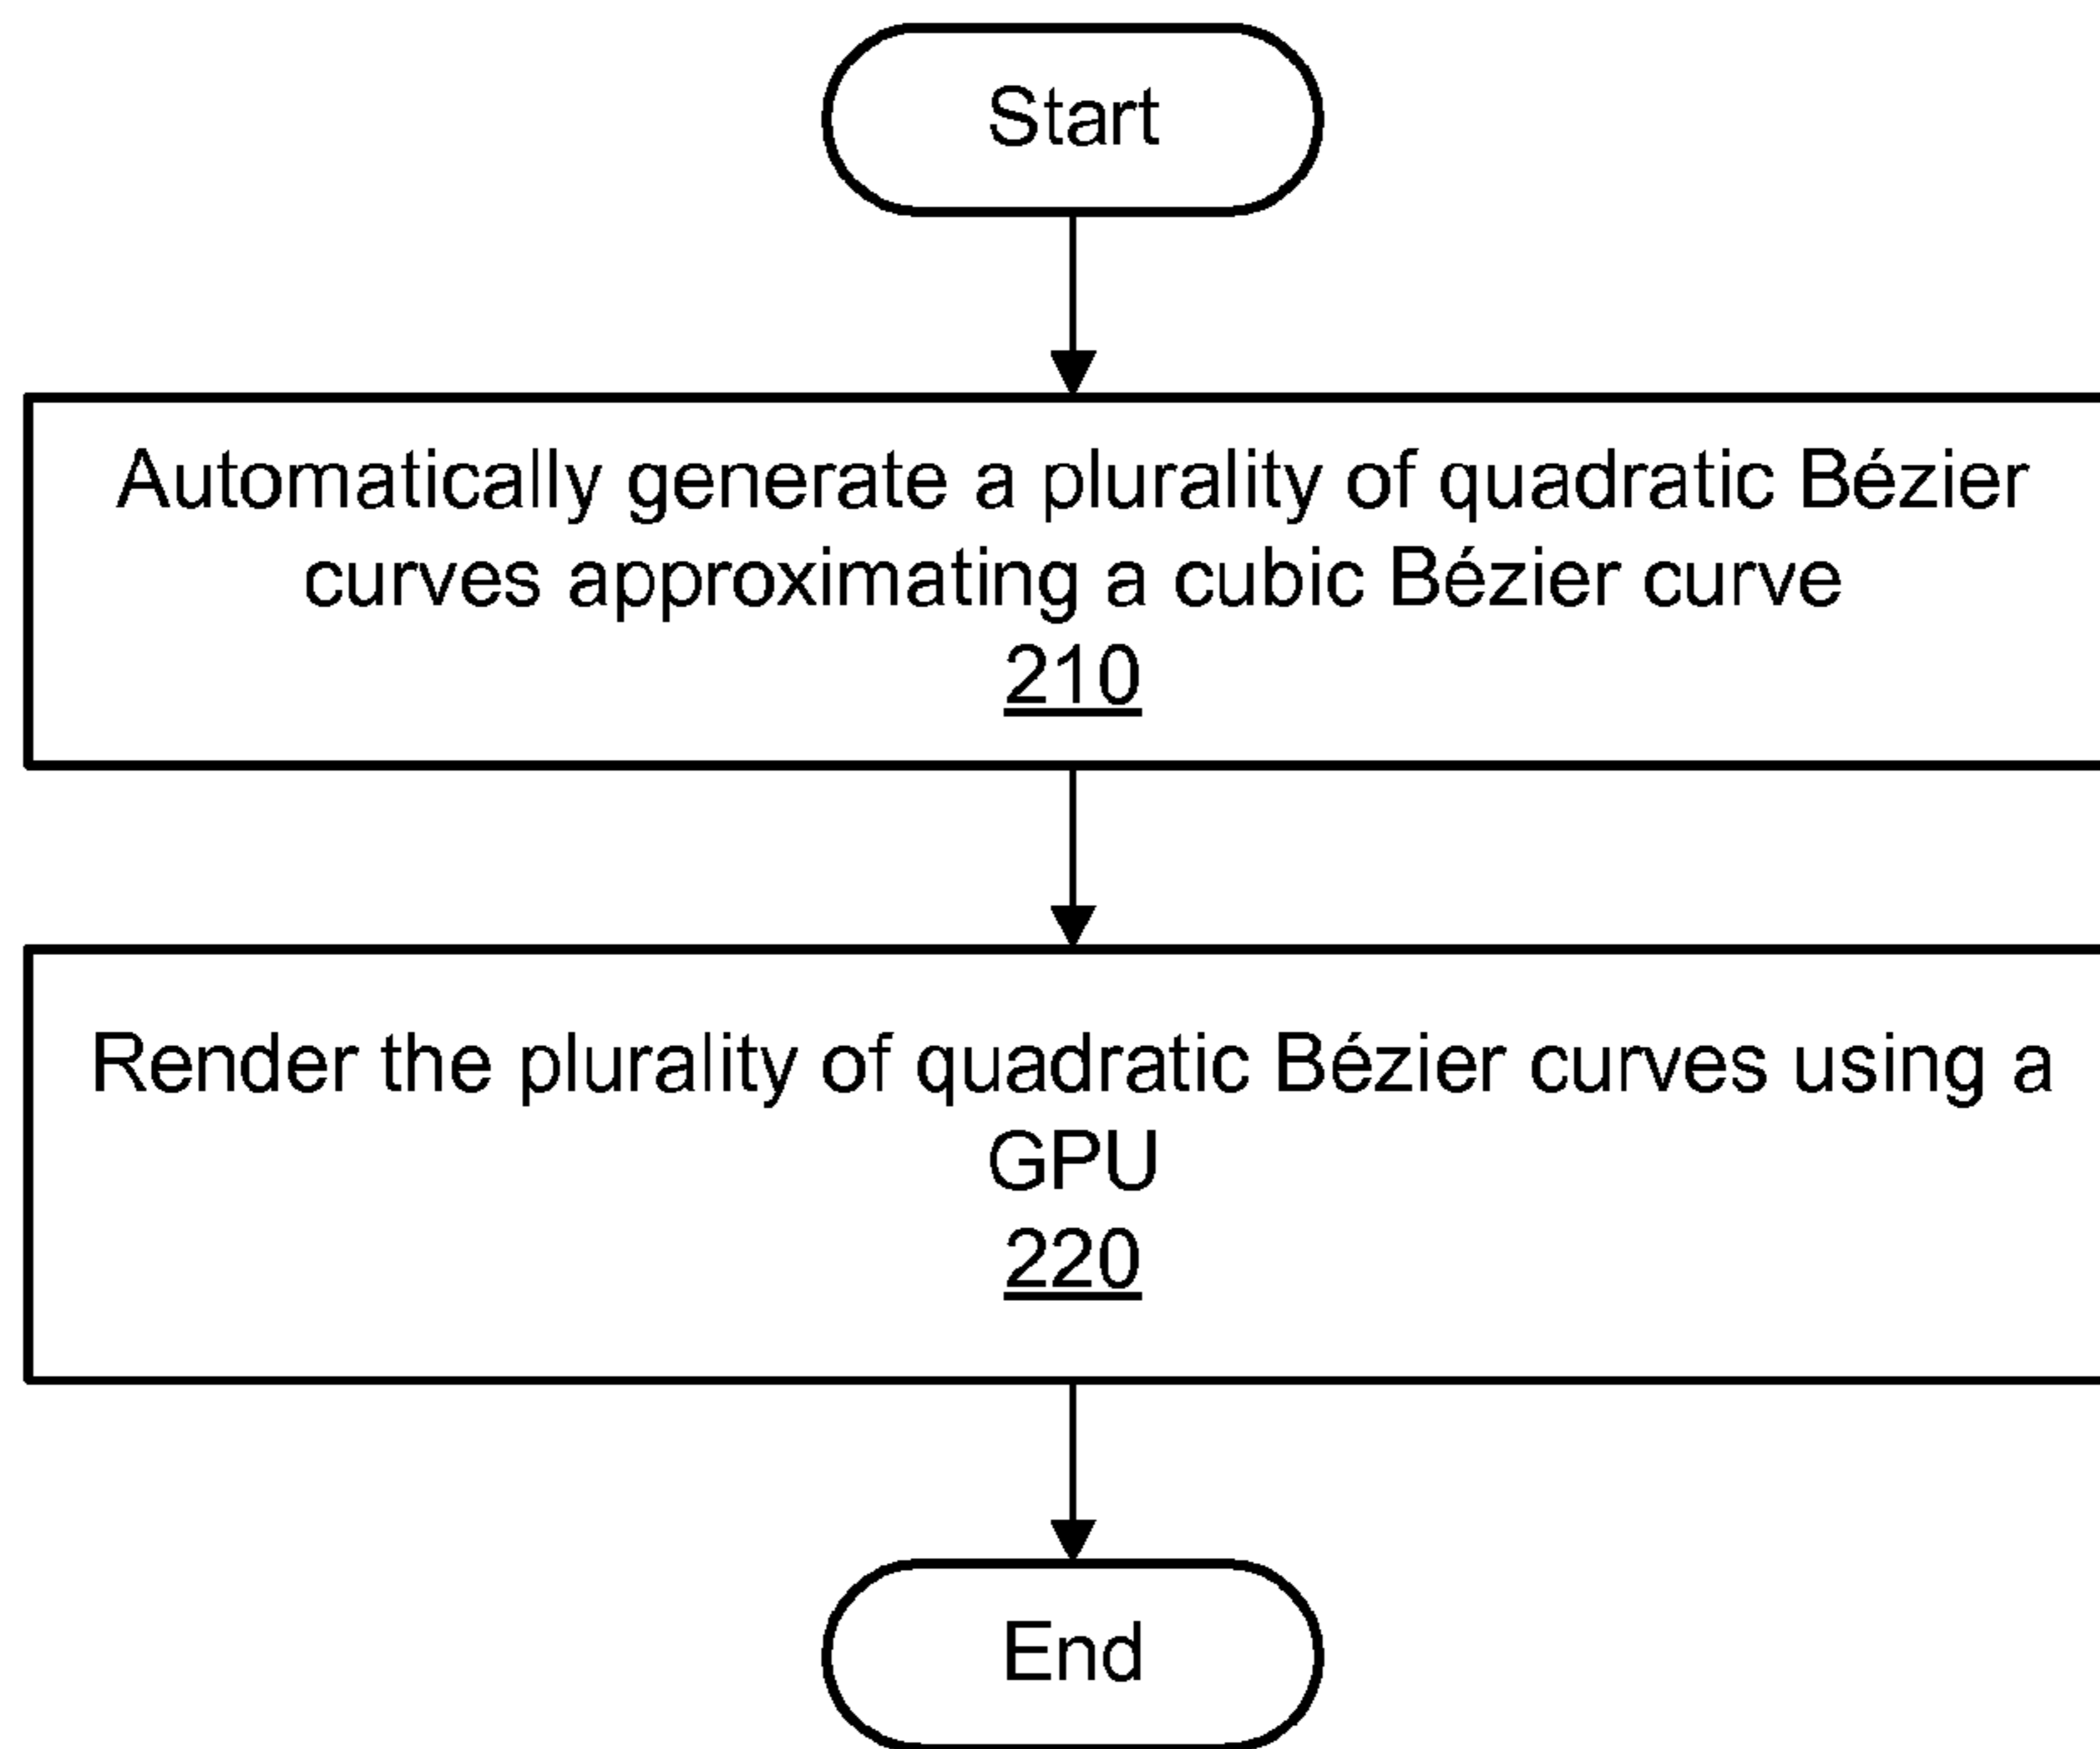 Start
Automatically generate a plurality of quadratic Bézier
curves approximating a cubic Bézier curve
210
Render the plurality of quadratic Bézier curves using a
GPU
220
End